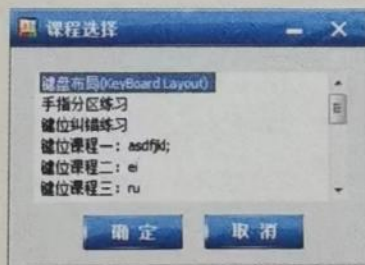 课程选择
键盘布局(KeyBoard Layout)
手指分区练习
键位纠错练习
键位课程一：asdfjkl;
键位课程二：ei
键位课程三：ru
确定
取消